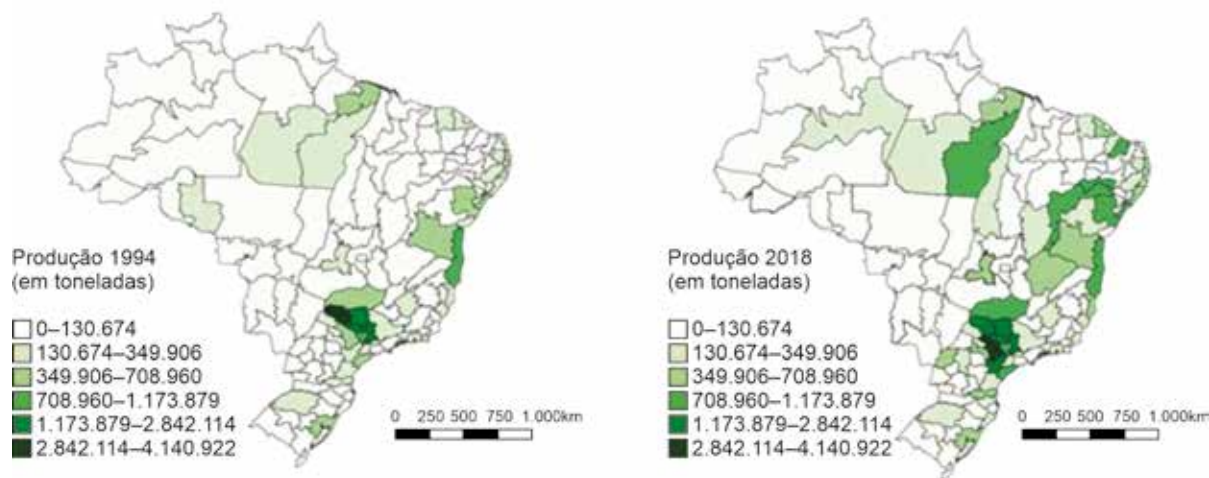 Produção 1994
(em toneladas)
0–130.674
130.674–349.906
349.906–708.960
708.960–1.173.879
1.173.879–2.842.114
2.842.114–4.140.922
0 250 500 750 1.000km
Produção 2018
(em toneladas)
0–130.674
130.674–349.906
349.906–708.960
708.960–1.173.879
1.173.879–2.842.114
2.842.114–4.140.922
0 250 500 750 1.000km